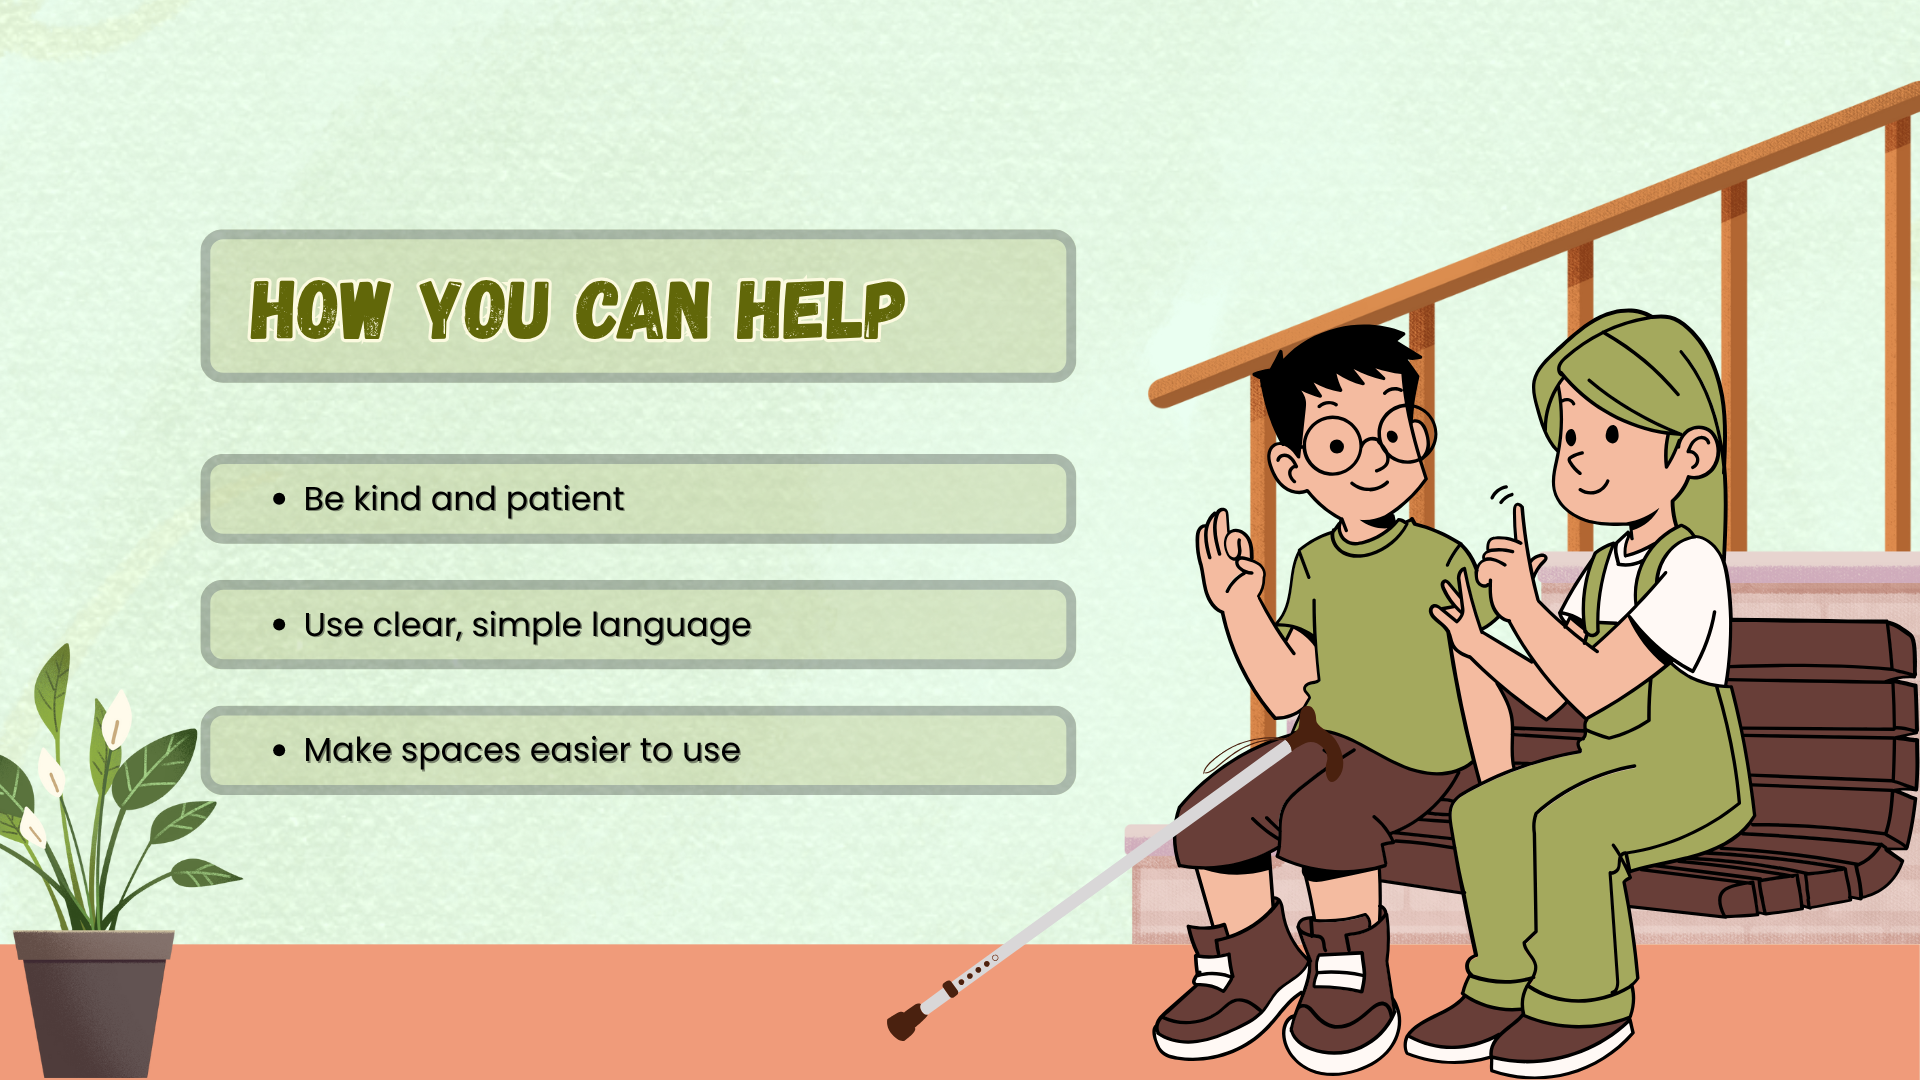 HOW YOU CAN HELP
• Be kind and patient
• Use clear, simple language
• Make spaces easier to use